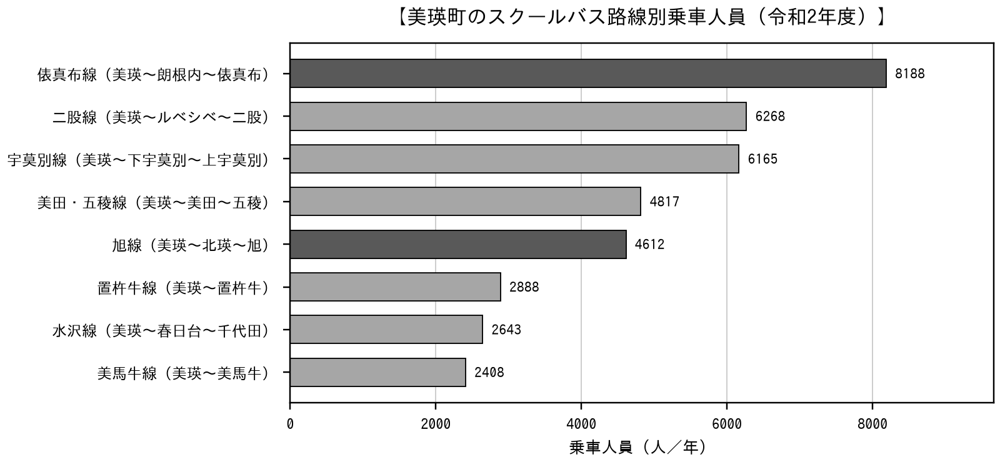 【美瑛町のスクールバス路線別乗車人員（令和2年度）】
俵真布線（美瑛～朗根内～俵真布） 8188
二股線（美瑛～ルベシベ～二股） 6268
宇莫別線（美瑛～下宇莫別～上宇莫別） 6165
美田・五稜線（美瑛～美田～五稜） 4817
旭線（美瑛～北瑛～旭） 4612
置杵牛線（美瑛～置杵牛） 2888
水沢線（美瑛～春日台～千代田） 2643
美馬牛線（美瑛～美馬牛） 2408
0 2000 4000 6000 8000
乗車人員（人／年）